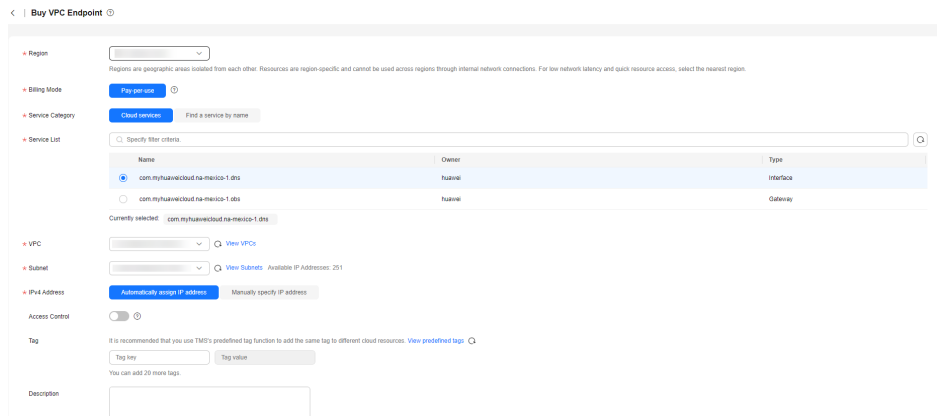 Buy VPC Endpoint
* Region
Regions are geographic areas isolated from each other. Resources are region-specific and cannot be used across regions through internal network connections. For low network latency and quick resource access, select the nearest region.
* Billing Mode Pay-per-use
* Service Category Cloud services Find a service by name
* Service List Specify filter criteria.
Name Owner Type
com.myhuaweicloud.na-mexico-1.dns huawei Interface
com.myhuaweicloud.na-mexico-1.obs huawei Gateway
Currently selected: com.myhuaweicloud.na-mexico-1.dns
* VPC View VPCs
* Subnet View Subnets Available IP Addresses: 251
* IPv4 Address Automatically assign IP address Manually specify IP address
Access Control
Tag It is recommended that you use TMS's predefined tag function to add the same tag to different cloud resources. View predefined tags
Tag key Tag value
You can add 20 more tags.
Description